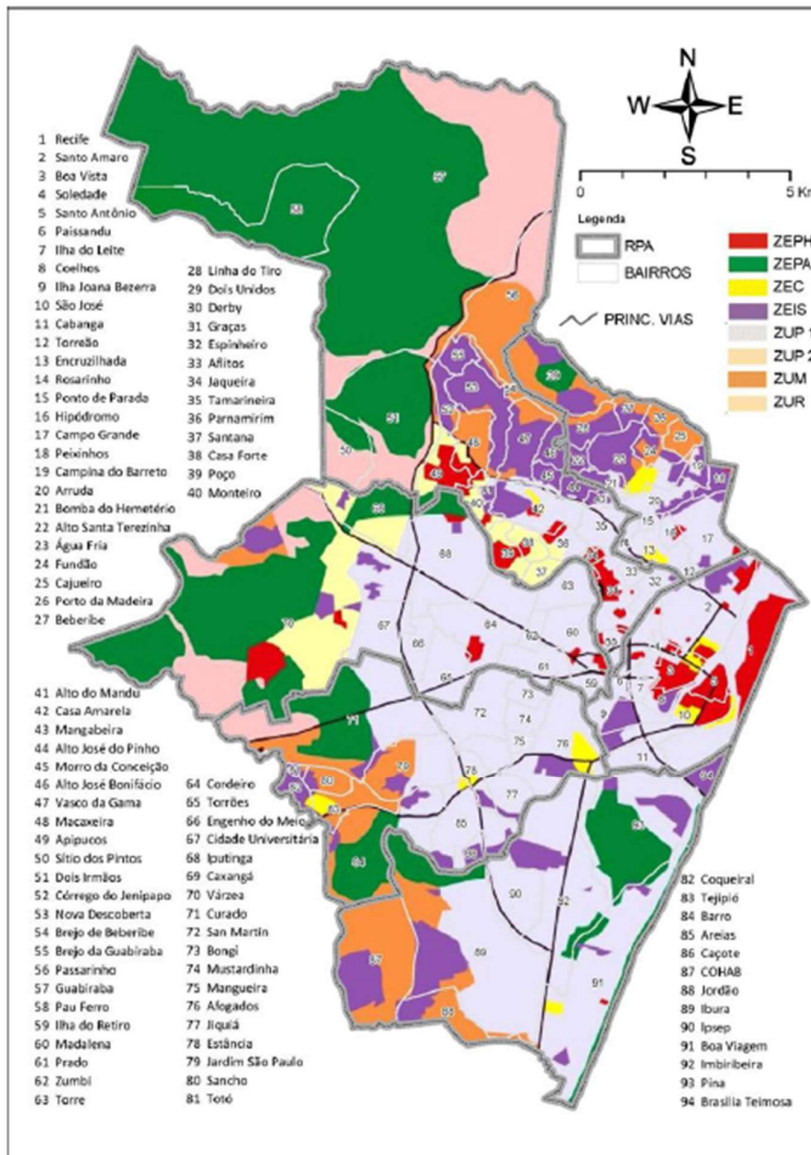 N
W E
S
0 5 Km
Legenda
RPA
BAIRROS
PRINC. VIAS
ZEPH
ZEPA
ZEC
ZEIS
ZUP 1
ZUP 2
ZUM
ZUR
1 Recife
2 Santo Amaro
3 Boa Vista
4 Soledade
5 Santo Antônio
6 Paissandu
7 Ilha do Leite
8 Coelhos
9 Ilha Joana Bezerra
10 São José
11 Cabanga
12 Torreão
13 Encruzilhada
14 Rosarinho
15 Ponto de Parada
16 Hipódromo
17 Campo Grande
18 Peixinhos
19 Campina do Barreto
20 Arruda
21 Bomba do Hemetério
22 Alto Santa Terezinha
23 Água Fria
24 Fundão
25 Cajueiro
26 Porto da Madeira
27 Beberibe
28 Linha do Tiro
29 Dois Unidos
30 Derby
31 Graças
32 Espinheiro
33 Aflitos
34 Jaqueira
35 Tamarineira
36 Parnamirim
37 Santana
38 Casa Forte
39 Poço
40 Monteiro
41 Alto do Mandu
42 Casa Amarela
43 Mangabeira
44 Alto José do Pinho
45 Morro da Conceição
46 Alto José Bonifácio
47 Vasco da Gama
48 Macaxeira
49 Apipucos
50 Sítio dos Pintos
51 Dois Irmãos
52 Córrego do Jenipapo
53 Nova Descoberta
54 Brejo de Beberibe
55 Brejo da Guabiraba
56 Passarinho
57 Guabiraba
58 Pau Ferro
59 Ilha do Retiro
60 Madalena
61 Prado
62 Zumbi
63 Torre
64 Cordeiro
65 Torrões
66 Engenho do Meio
67 Cidade Universitária
68 Iputinga
69 Caxangá
70 Várzea
71 Curado
72 San Martin
73 Bongi
74 Mustardinha
75 Mangueira
76 Afogados
77 Jiquiá
78 Estância
79 Jardim São Paulo
80 Sancho
81 Totó
82 Coqueiral
83 Tejipió
84 Barro
85 Areias
86 Caçote
87 COHAB
88 Jordão
89 Ibura
90 Ipsep
91 Boa Viagem
92 Imbiribeira
93 Pina
94 Brasília Teimosa